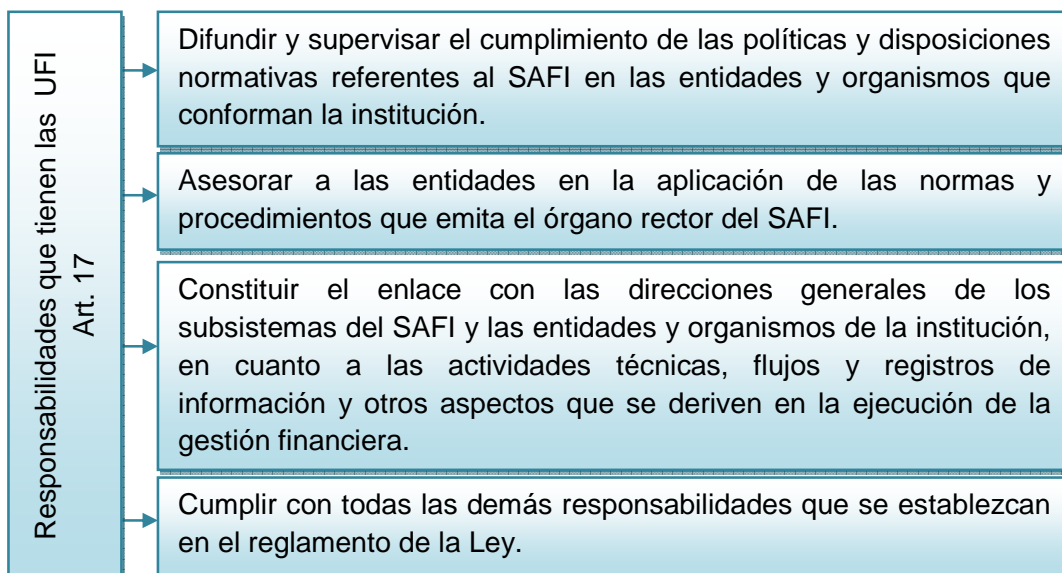 Responsabilidades que tienen las UFI
Art. 17
Difundir y supervisar el cumplimiento de las políticas y disposiciones
normativas referentes al SAFI en las entidades y organismos que
conforman la institución.
Asesorar a las entidades en la aplicación de las normas y
procedimientos que emita el órgano rector del SAFI.
Constituir el enlace con las direcciones generales de los
subsistemas del SAFI y las entidades y organismos de la institución,
en cuanto a las actividades técnicas, flujos y registros de
información y otros aspectos que se deriven en la ejecución de la
gestión financiera.
Cumplir con todas las demás responsabilidades que se establezcan
en el reglamento de la Ley.